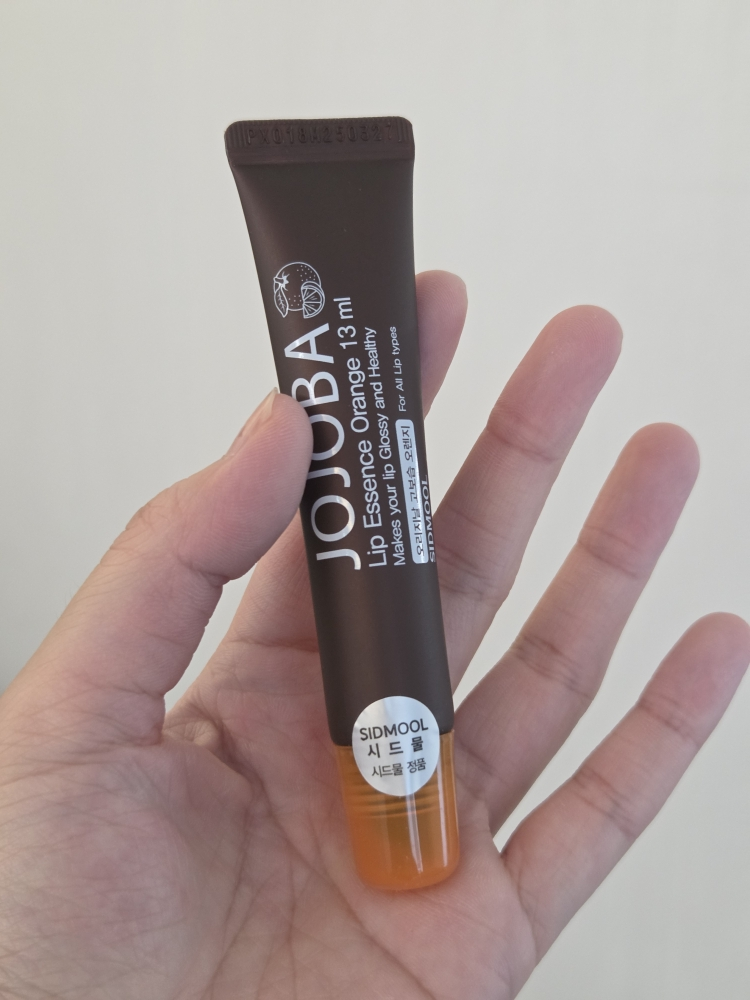 JOJOBA
Lip Essence Orange 13 ml
Makes your lip Glossy and Healthy
For All Lip types
오리지날 고보습 오렌지
SIDMOOL
SIDMOOL
시드물
시드물 정품